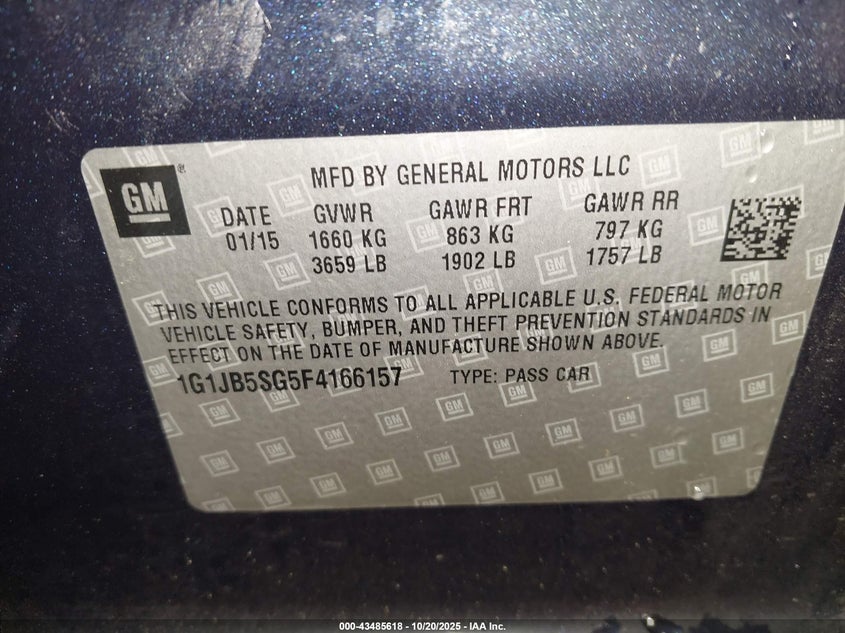 GM
MFD BY GENERAL MOTORS LLC
DATE GVWR GAWR FRT GAWR RR
01/15 1660 KG 863 KG 797 KG
3659 LB 1902 LB 1757 LB
THIS VEHICLE CONFORMS TO ALL APPLICABLE U.S. FEDERAL MOTOR
VEHICLE SAFETY, BUMPER, AND THEFT PREVENTION STANDARDS IN
EFFECT ON THE DATE OF MANUFACTURE SHOWN ABOVE.
1G1JB5SG5F4166157 TYPE: PASS CAR
000-43485618 - 10/20/2025 - IAA Inc.